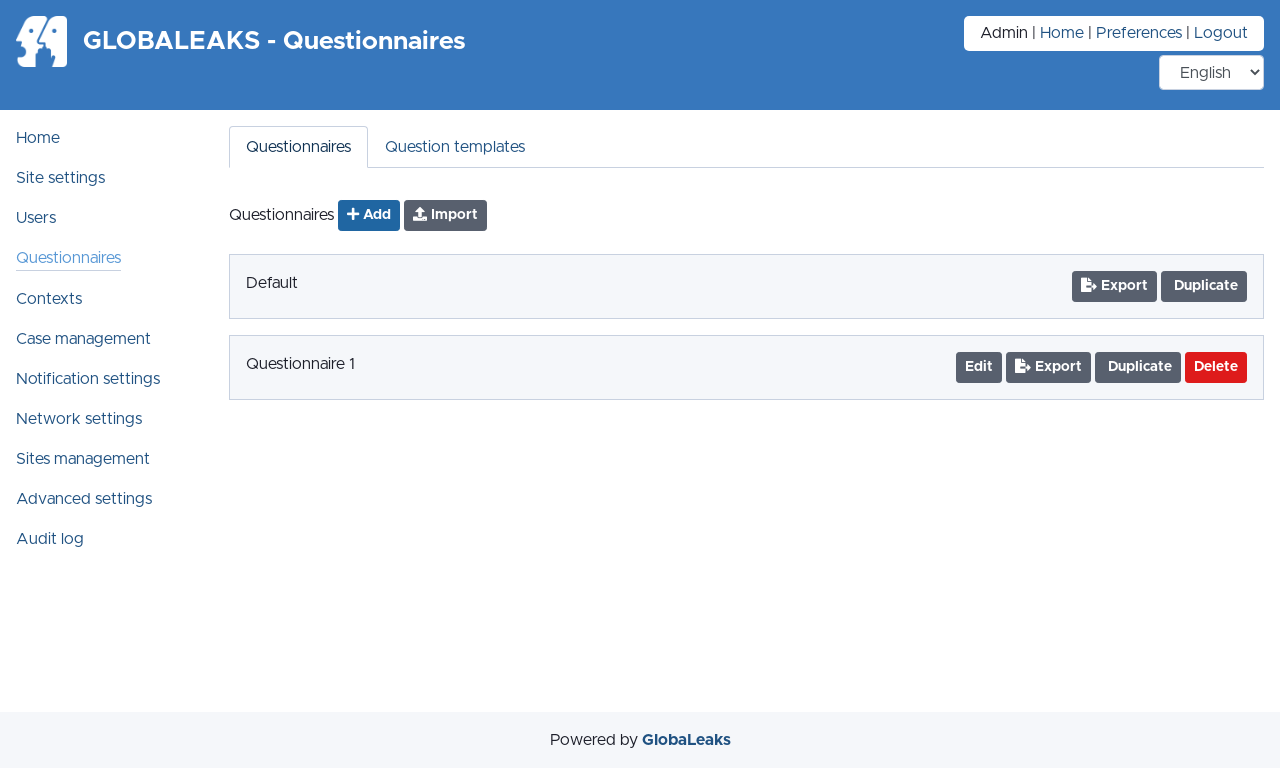 GLOBALEAKS - Questionnaires
Admin | Home | Preferences | Logout
English
Home
Site settings
Users
Questionnaires
Contexts
Case management
Notification settings
Network settings
Sites management
Advanced settings
Audit log
Questionnaires Question templates
Questionnaires Add Import
Default Export Duplicate
Questionnaire 1 Edit Export Duplicate Delete
Powered by GlobaLeaks